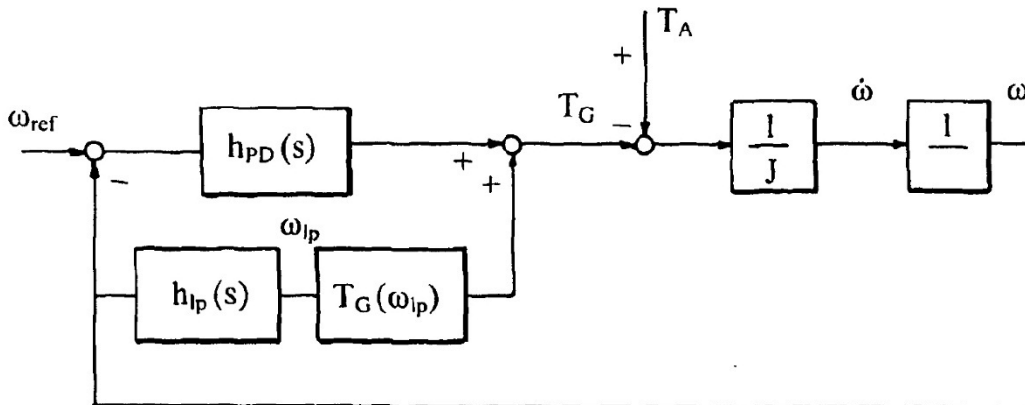 T_A
+
ω_ref
h_PD(s)
T_G
ω̇
ω
-
+
+
-
1
J
1
ω_lp
h_lp(s)
T_G(ω_lp)